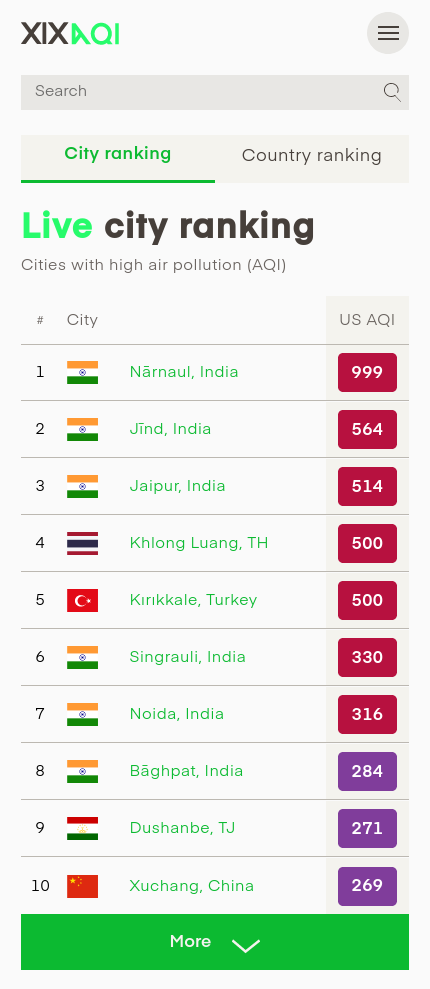 XIXAQI
Search
City ranking Country ranking
Live city ranking
Cities with high air pollution (AQI)
# City US AQI
1 Nārnaul, India 999
2 Jīnd, India 564
3 Jaipur, India 514
4 Khlong Luang, TH 500
5 Kırıkkale, Turkey 500
6 Singrauli, India 330
7 Noida, India 316
8 Bāghpat, India 284
9 Dushanbe, TJ 271
10 Xuchang, China 269
More